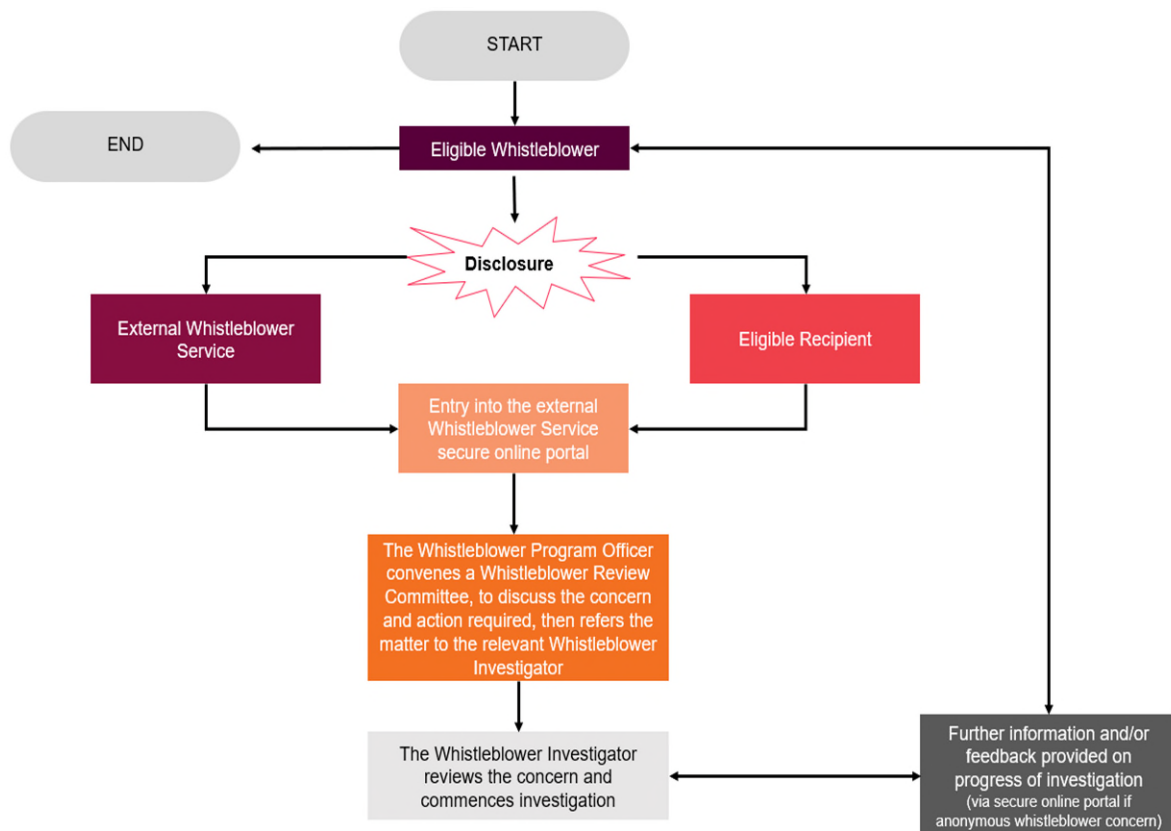 START
END
Eligible Whistleblower
Disclosure
External Whistleblower
Service
Eligible Recipient
Entry into the external
Whistleblower Service
secure online portal
The Whistleblower Program Officer
convenes a Whistleblower Review
Committee, to discuss the concern
and action required, then refers the
matter to the relevant Whistleblower
Investigator
The Whistleblower Investigator
reviews the concern and
commences investigation
Further information and/or
feedback provided on
progress of investigation
(via secure online portal if
anonymous whistleblower concern)